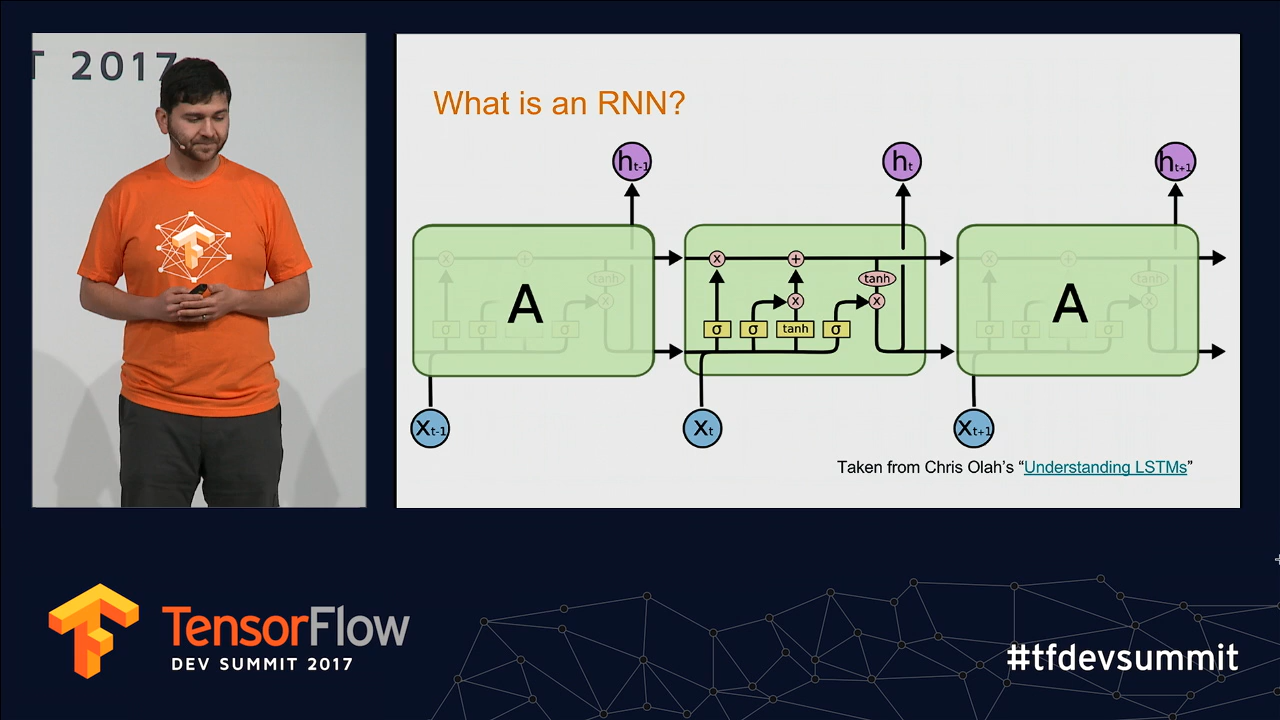 T 2017
What is an RNN?
h t-1
h t
h t+1
x + tanh
x
A
σ σ σ
x + tanh
x
σ σ tanh σ
x + tanh
x
A
σ σ σ
X t-1
X t
X t+1
Taken from Chris Olah's “Understanding LSTMs”
TensorFlow
DEV SUMMIT 2017
#tfdevsummit